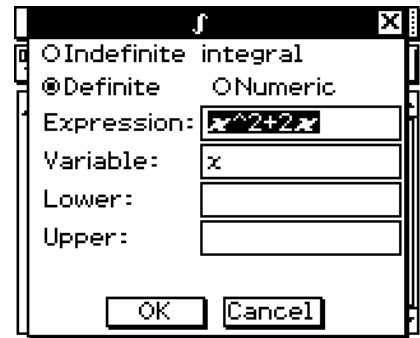 ∫
Indefinite integral
Definite Numeric
Expression: x^2+2x
Variable: x
Lower:
Upper:
OK Cancel